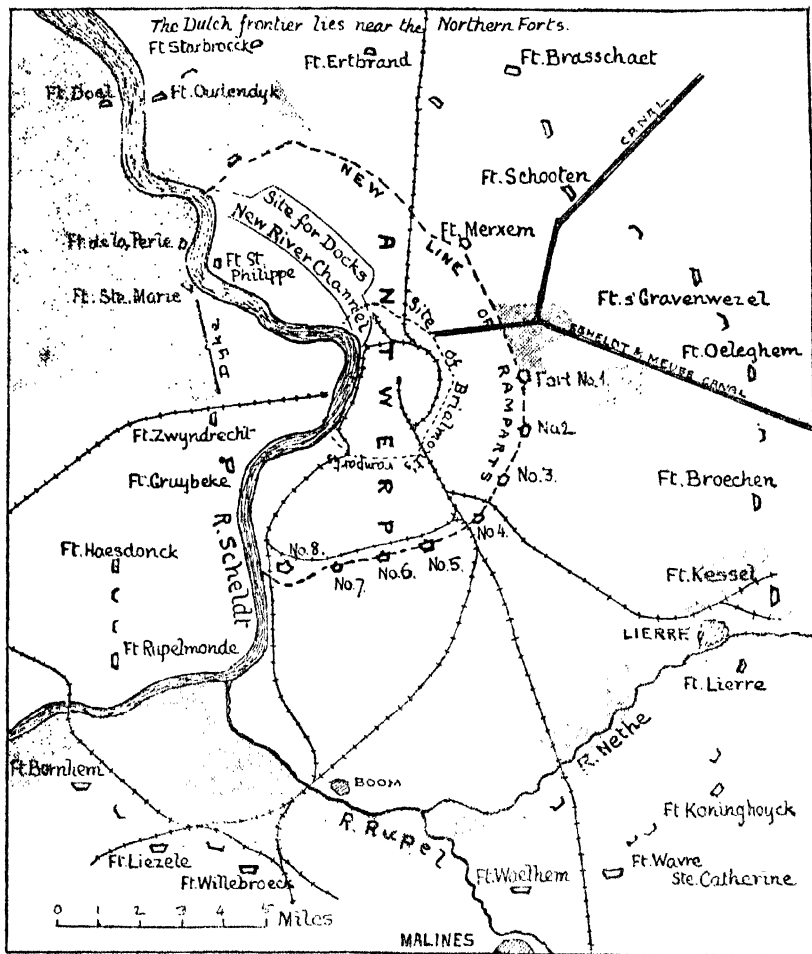 The Dutch frontier lies near the Northern Forts.
Ft Starbroeck
Ft. Ertbrand
Ft. Brasschaet
Ft. Doel
Ft. Oudendyk
CANAL
Ft. Schooten
NEW LINE OF RAMPARTS
Ft. Merxem
Site for Docks
New River Channel
Ft. de la Perle
Ft St
Philippe
Ft. Ste. Marie
Ft. s'Gravenwezel
DYKE
ANTWERP
Site of Brialmont's ramparts
SCHELDT & MEUSE CANAL
Ft. Oeleghem
Fort No. 1.
No 2
No. 3.
No 4.
No. 5.
No. 6.
No. 7.
No. 8.
Ft. Zwyndrecht
Ft. Cruybeke
Ft. Broechen
R. Scheldt
Ft. Haesdonck
Ft. Kessel
LIERRE
Ft Rupelmonde
Ft. Lierre
R. Nethe
Ft. Bornhem
BOOM
R. Rupel
Ft Koninghoyck
Ft. Liezele
Ft. Willebroeck
Ft. Waelhem
Ft. Wavre
Ste. Catherine
0 1 2 3 4 5
Miles
MALINES